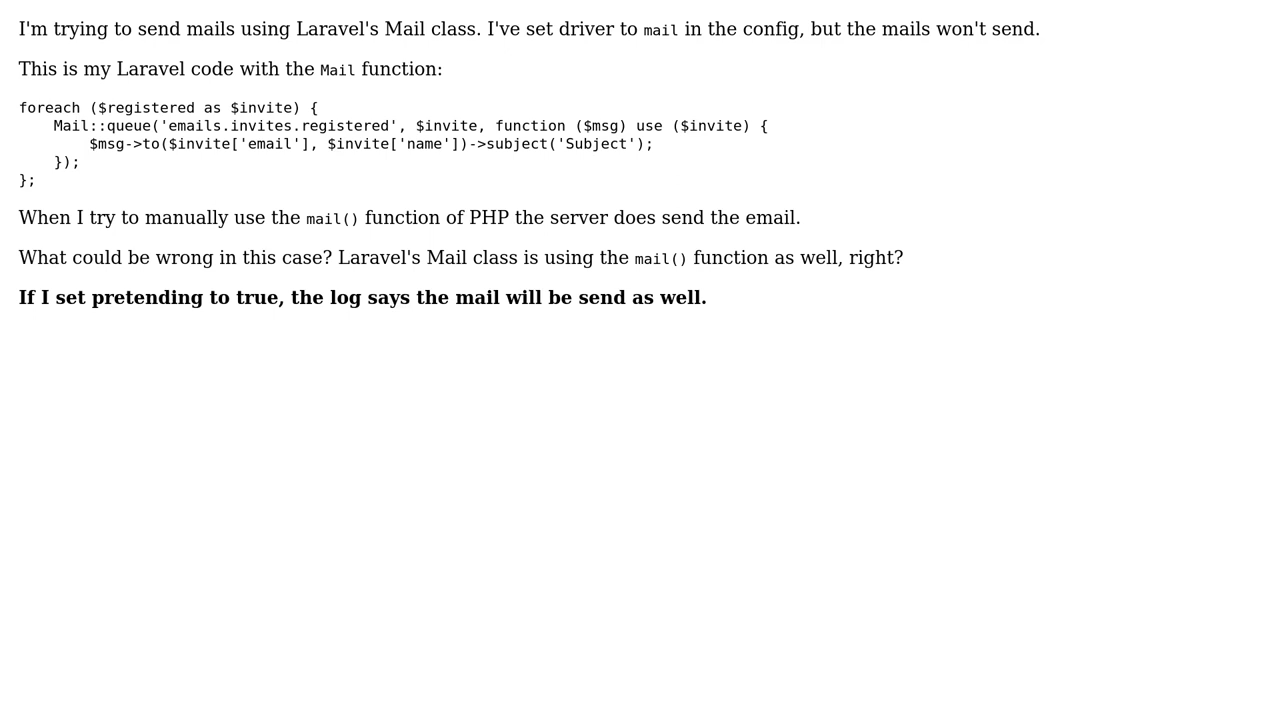 I'm trying to send mails using Laravel's Mail class. I've set driver to mail in the config, but the mails won't send.
This is my Laravel code with the Mail function:
foreach ($registered as $invite) {
    Mail::queue('emails.invites.registered', $invite, function ($msg) use ($invite) {
        $msg->to($invite['email'], $invite['name'])->subject('Subject');
    });
};
When I try to manually use the mail() function of PHP the server does send the email.
What could be wrong in this case? Laravel's Mail class is using the mail() function as well, right?
If I set pretending to true, the log says the mail will be send as well.